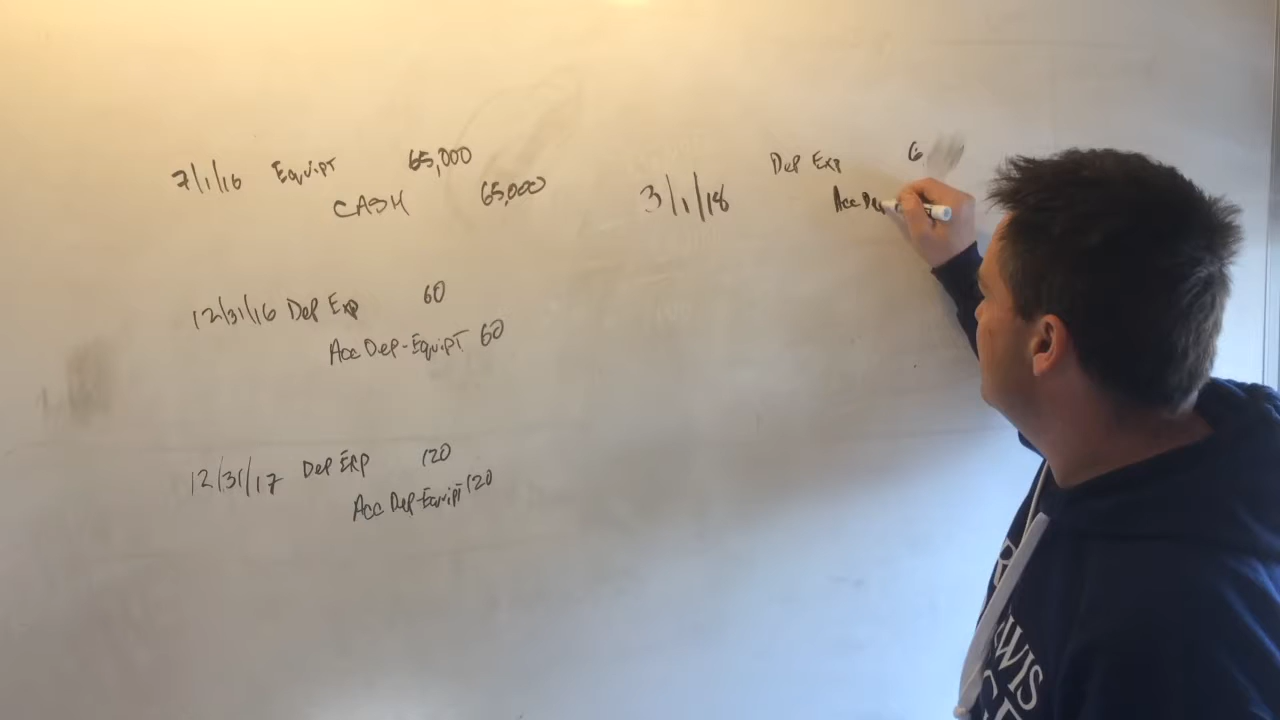 7/1/16 Equipt 65,000
CASH 65,000
12/31/16 Dep Exp 60
Acc Dep-Equipt 60
12/31/17 Dep Exp 120
Acc Dep-Equipt 120
3/1/18 Dep Exp 6
Acc Dep